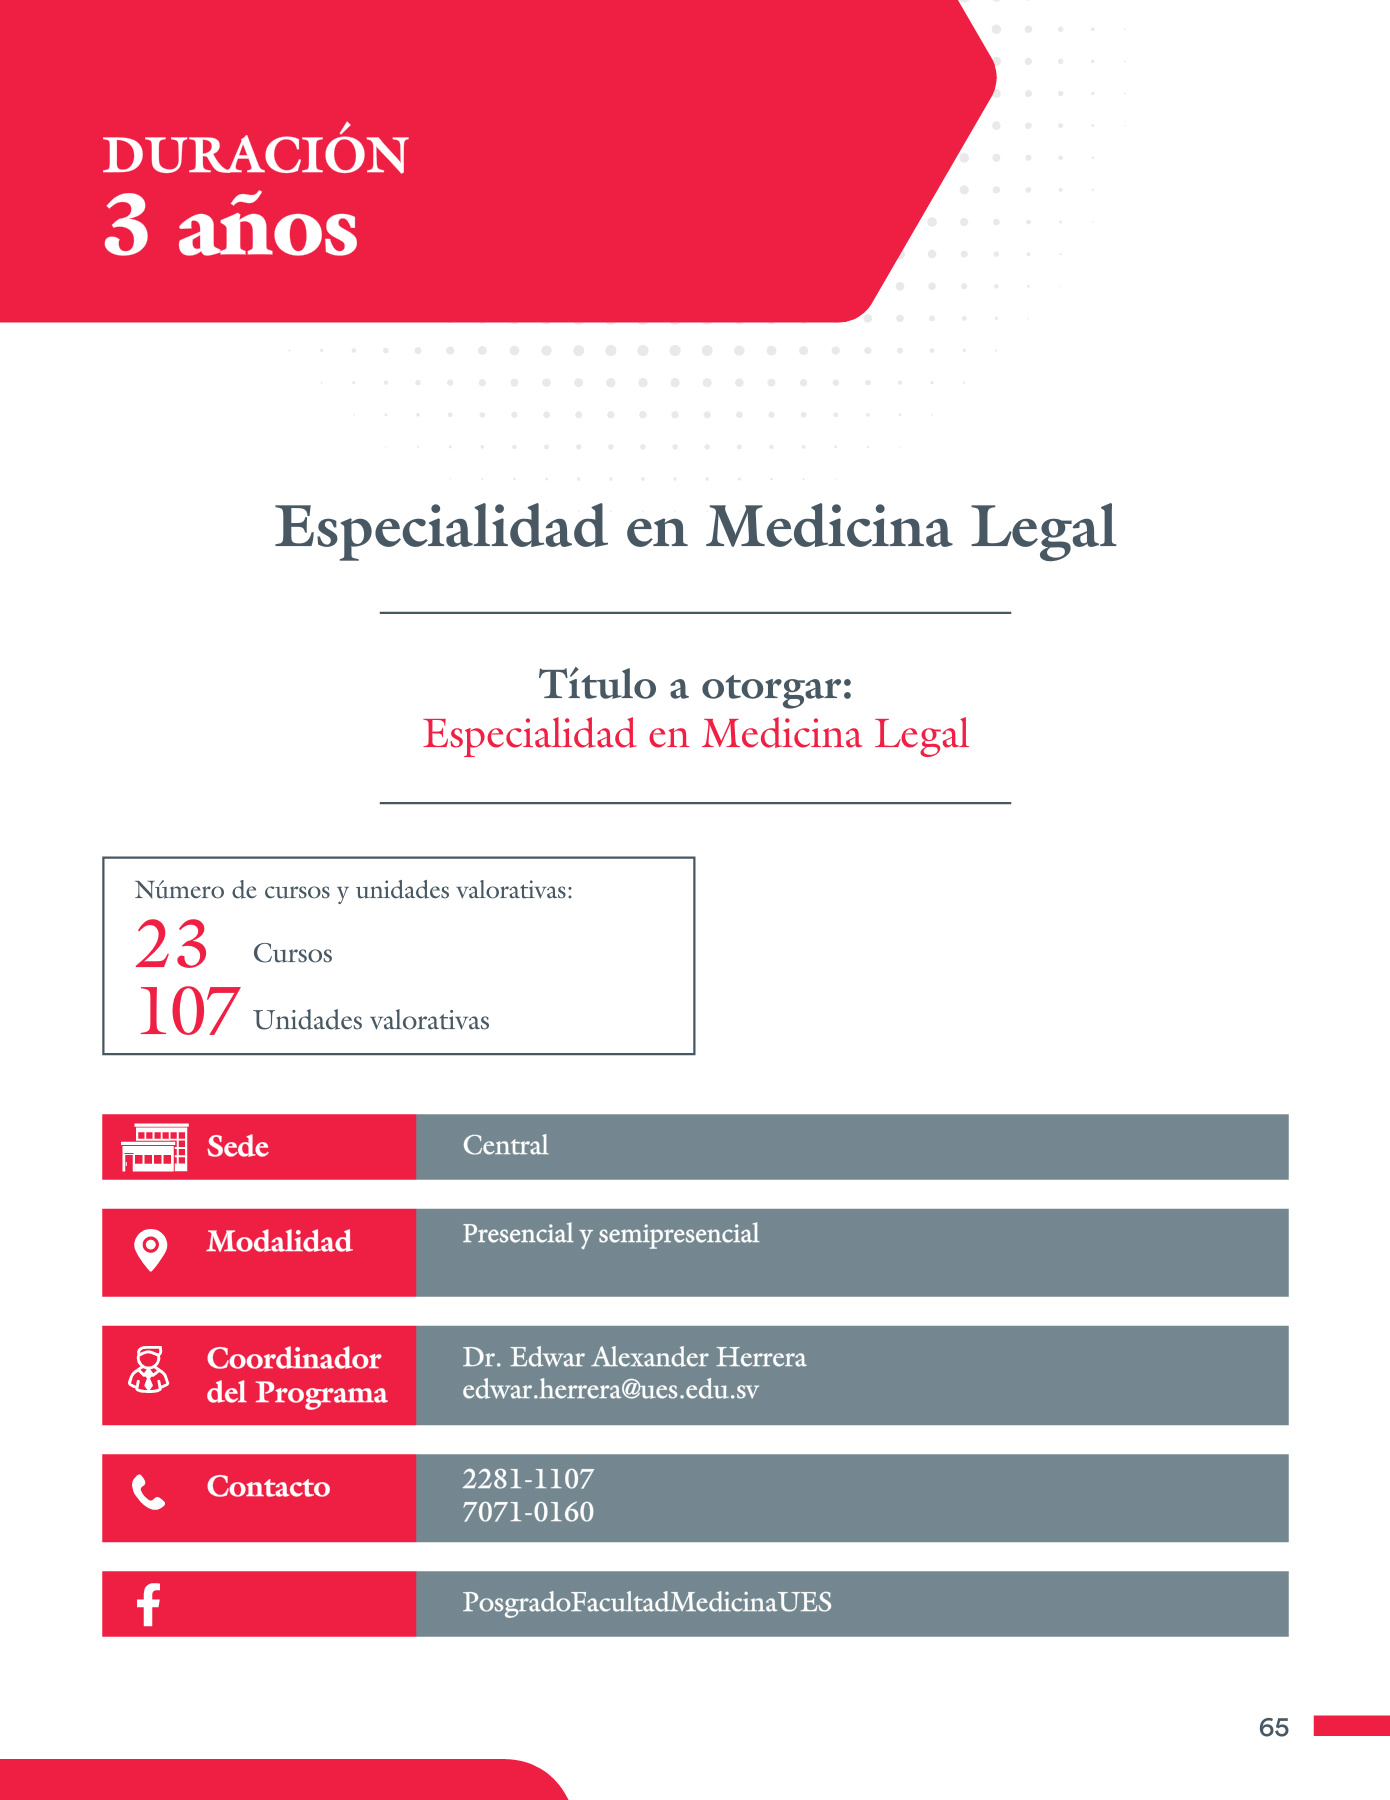 DURACIÓN
3 años
Especialidad en Medicina Legal
Título a otorgar:
Especialidad en Medicina Legal
Número de cursos y unidades valorativas:
23 Cursos
107 Unidades valorativas
Sede
Central
Modalidad
Presencial y semipresencial
Coordinador
del Programa
Dr. Edwar Alexander Herrera
edwar.herrera@ues.edu.sv
Contacto
2281-1107
7071-0160
PosgradoFacultadMedicinaUES
65